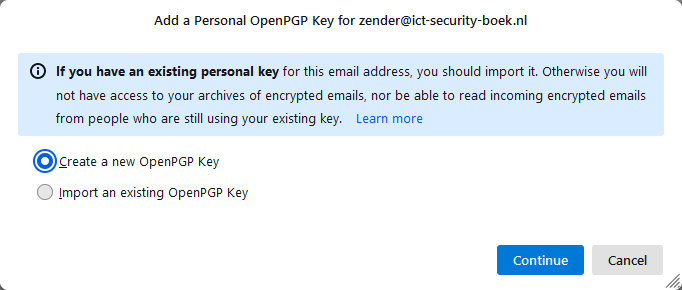 Add a Personal OpenPGP Key for zender@ict-security-boek.nl
If you have an existing personal key for this email address, you should import it. Otherwise you will
not have access to your archives of encrypted emails, nor be able to read incoming encrypted emails
from people who are still using your existing key. Learn more
Create a new OpenPGP Key
Import an existing OpenPGP Key
Continue Cancel